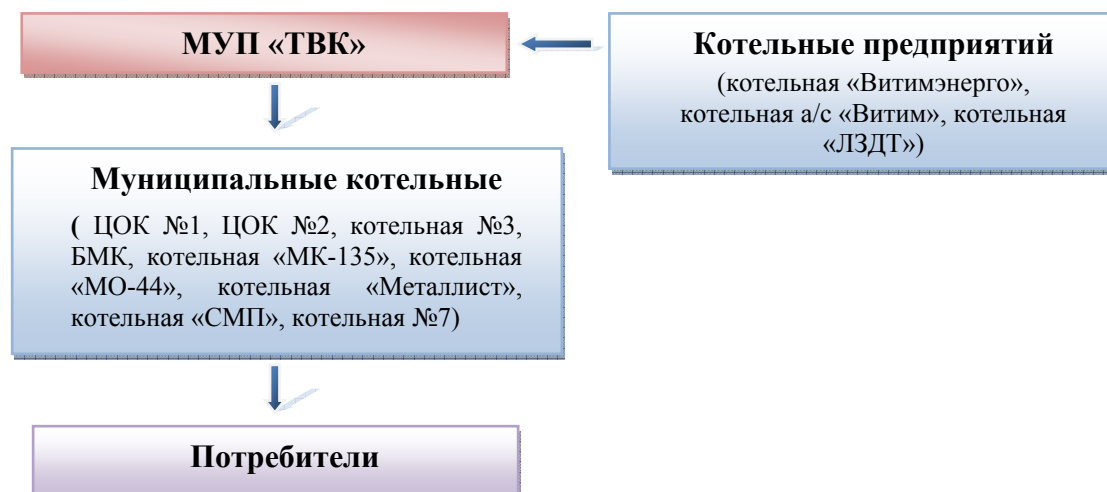 МУП «ТВК»
Котельные предприятий
(котельная «Витимэнерго»,
котельная а/с «Витим», котельная
«ЛЗДТ»)
Муниципальные котельные
( ЦОК №1, ЦОК №2, котельная №3,
БМК, котельная «МК-135», котельная
«МО-44», котельная «Металлист»,
котельная «СМП», котельная №7)
Потребители